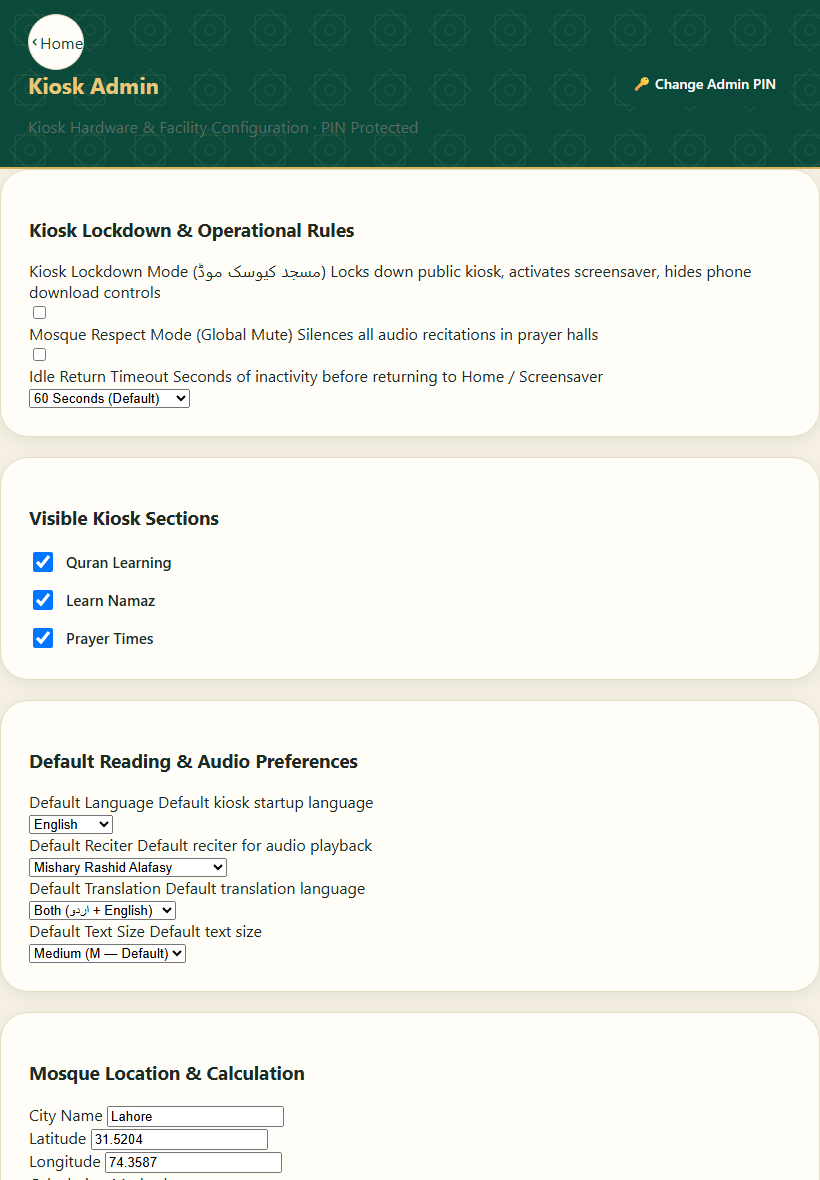 ‹ Home
Kiosk Admin
🔑 Change Admin PIN
Kiosk Hardware & Facility Configuration · PIN Protected
Kiosk Lockdown & Operational Rules
Kiosk Lockdown Mode (مسجد کیوسک موڈ) Locks down public kiosk, activates screensaver, hides phone
download controls
Mosque Respect Mode (Global Mute) Silences all audio recitations in prayer halls
Idle Return Timeout Seconds of inactivity before returning to Home / Screensaver
60 Seconds (Default)
Visible Kiosk Sections
Quran Learning
Learn Namaz
Prayer Times
Default Reading & Audio Preferences
Default Language Default kiosk startup language
English
Default Reciter Default reciter for audio playback
Mishary Rashid Alafasy
Default Translation Default translation language
Both (اردو + English)
Default Text Size Default text size
Medium (M — Default)
Mosque Location & Calculation
City Name Lahore
Latitude 31.5204
Longitude 74.3587